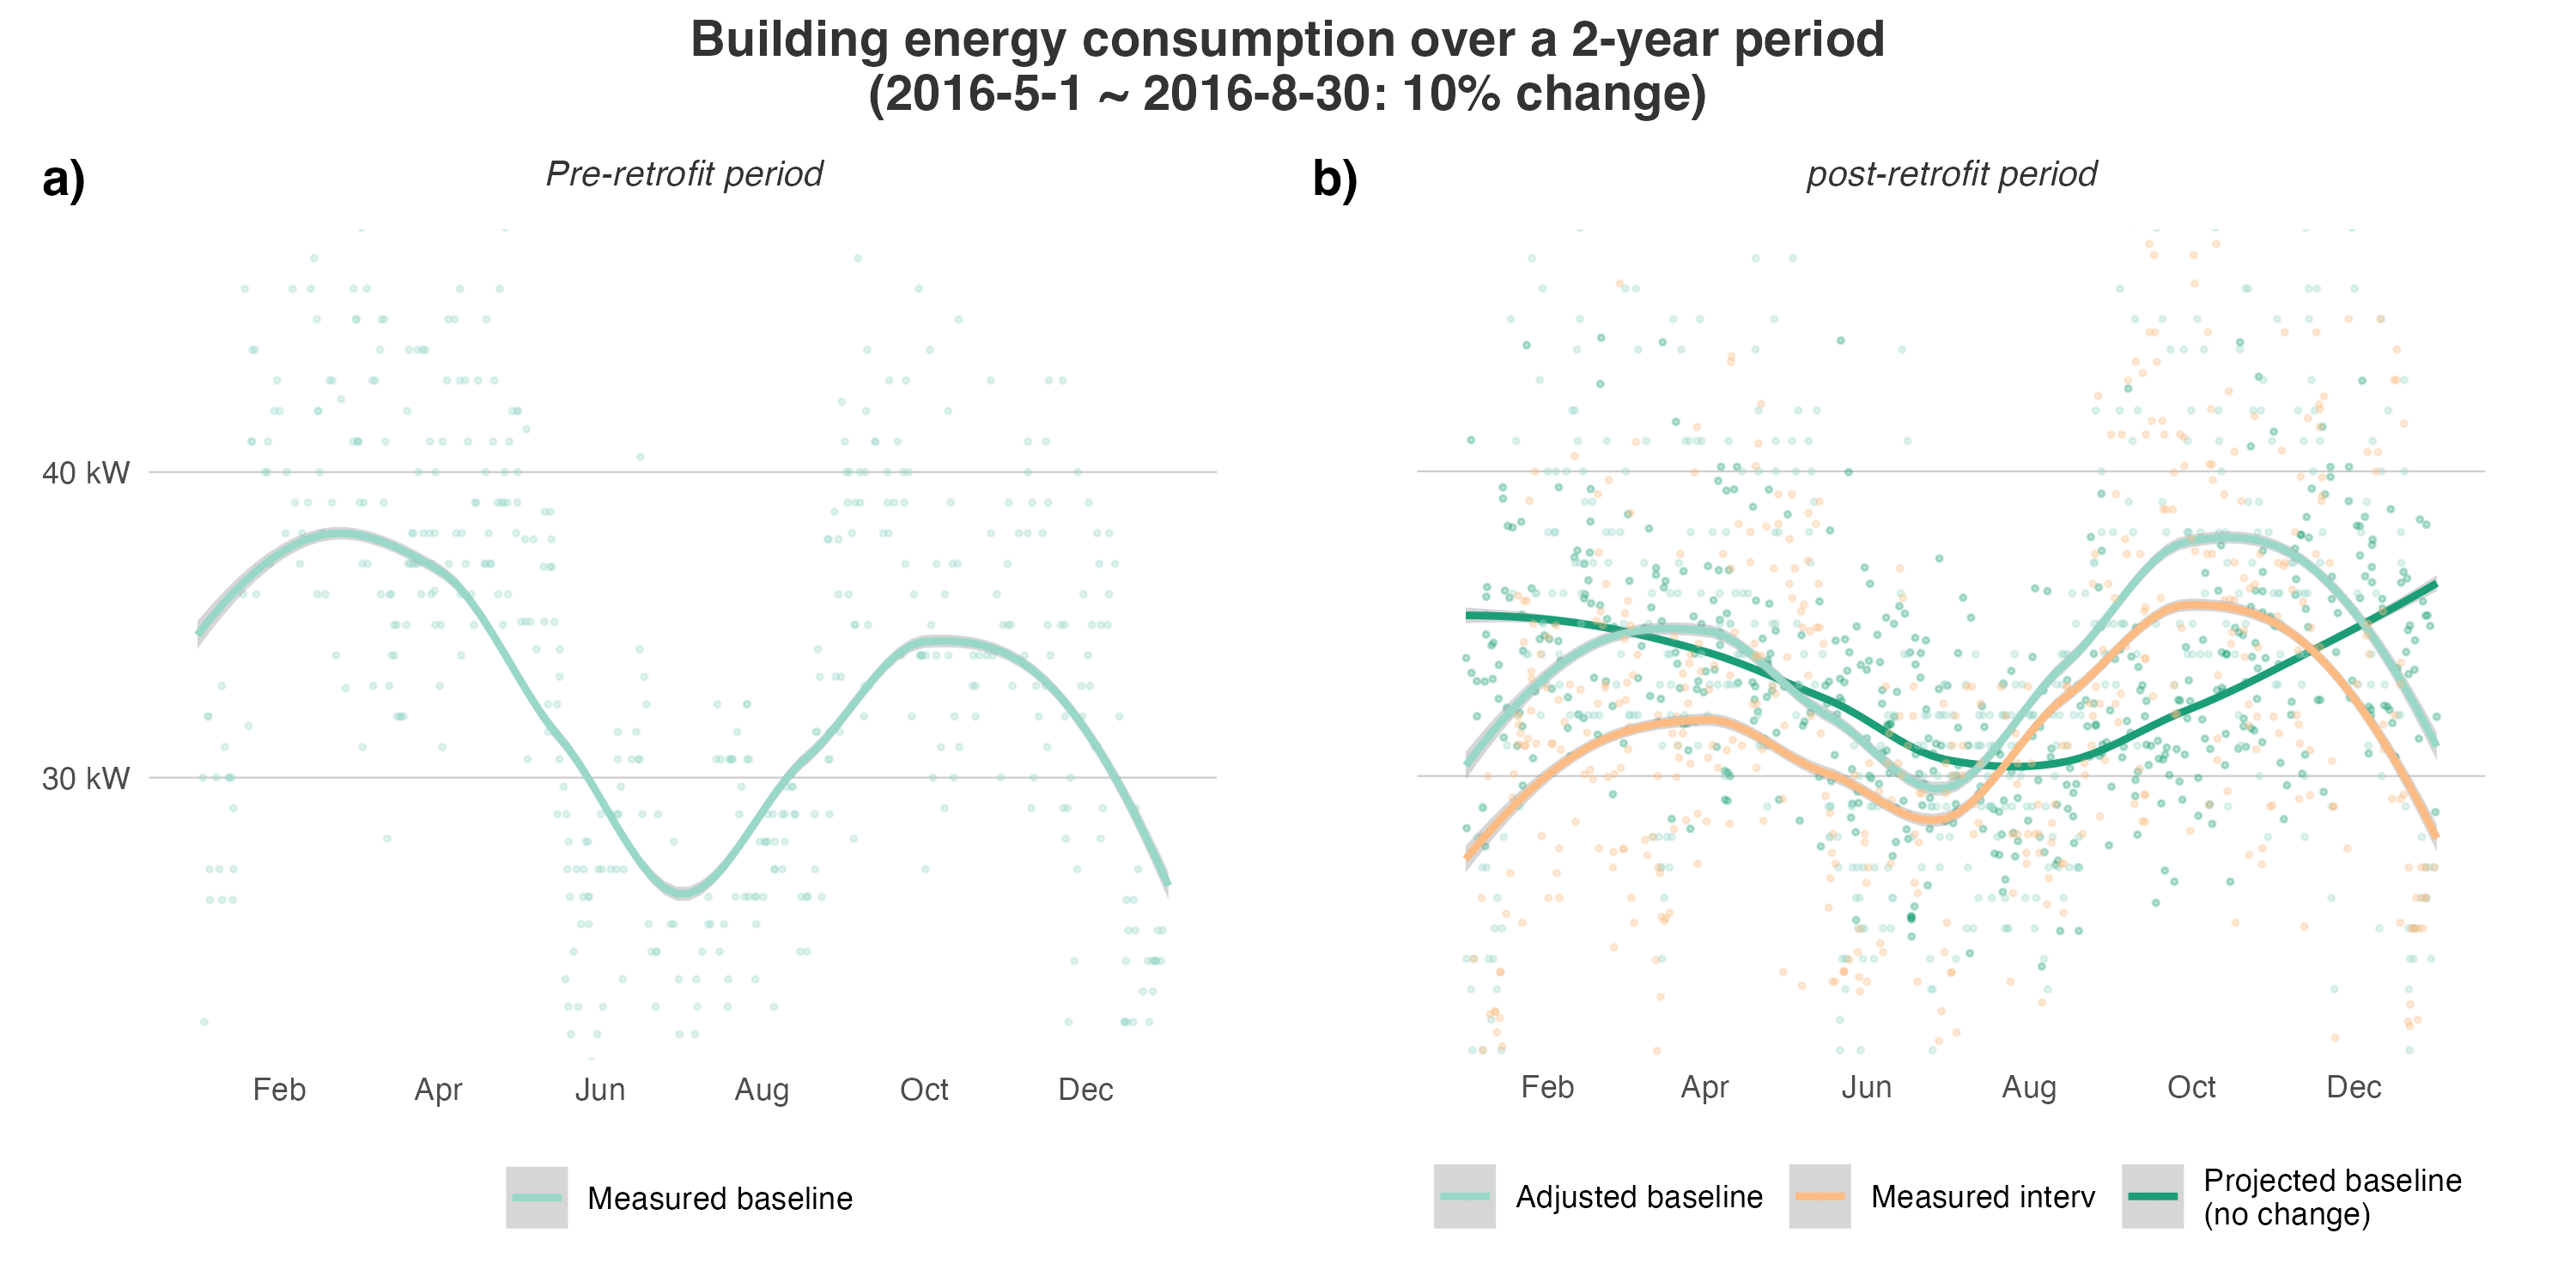 Building energy consumption over a 2-year period
(2016-5-1 ~ 2016-8-30: 10% change)
a)
Pre-retrofit period
40 kW
30 kW
Feb Apr Jun Aug Oct Dec
Measured baseline
b)
post-retrofit period
Feb Apr Jun Aug Oct Dec
Adjusted baseline
Measured interv
Projected baseline
(no change)